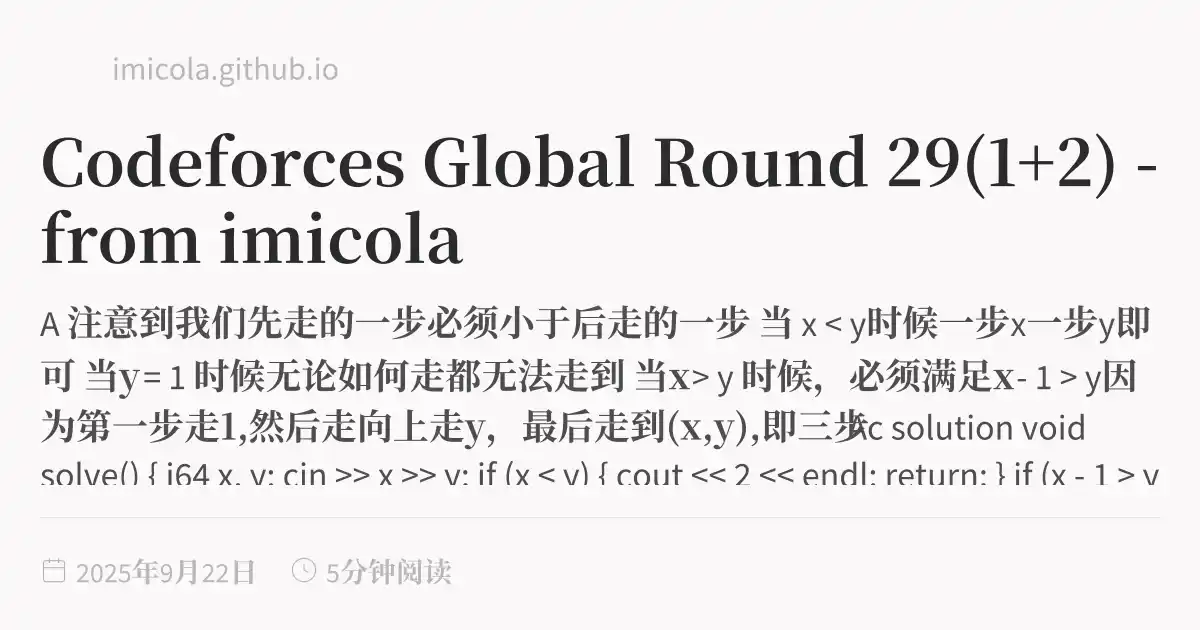 imicola.github.io
Codeforces Global Round 29(1+2) -
from imicola
A 注意到我们先走的一步必须小于后走的一步 当 x < y时候一步x一步y即
可 当y= 1 时候无论如何走都无法走到 当x> y 时候，必须满足x- 1 > y因
为第一步走1,然后走向上走y，最后走到(x,y),即三步Ac solution void
solve() { i64 x, y; cin >> x >> y; if (x < y) { cout << 2 << endl; return; } if (x - 1 > y
2025年9月22日 5分钟阅读